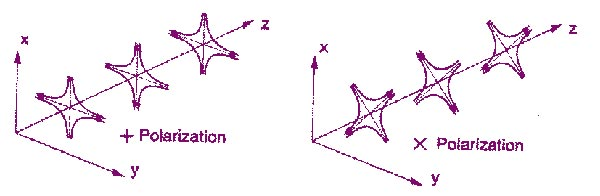 x
z
+ Polarization
y
x
z
× Polarization
y